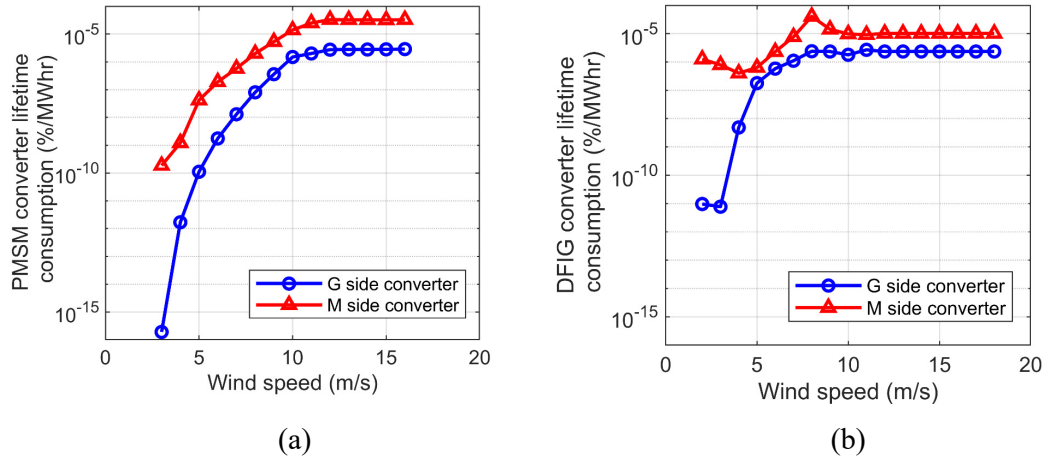 PMSM converter lifetime
consumption (%/MWhr)
10^-5
10^-10
10^-15
G side converter
M side converter
0 5 10 15 20
Wind speed (m/s)
(a)
DFIG converter lifetime
consumption (%/MWhr)
10^-5
10^-10
10^-15
G side converter
M side converter
0 5 10 15 20
Wind speed (m/s)
(b)